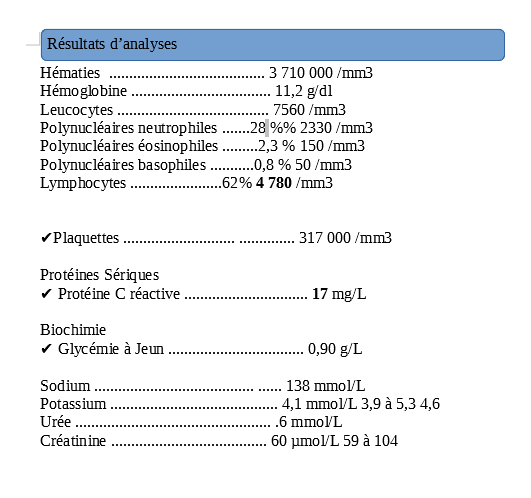 Résultats d’analyses
Hématies ....................................... 3 710 000 /mm3
Hémoglobine ................................... 11,2 g/dl
Leucocytes ...................................... 7560 /mm3
Polynucléaires neutrophiles .......28 %% 2330 /mm3
Polynucléaires éosinophiles .........2,3 % 150 /mm3
Polynucléaires basophiles ...........0,8 % 50 /mm3
Lymphocytes .......................62% 4 780 /mm3
✔Plaquettes ............................ .............. 317 000 /mm3
Protéines Sériques
✔ Protéine C réactive ............................... 17 mg/L
Biochimie
✔ Glycémie à Jeun .................................. 0,90 g/L
Sodium ........................................ ...... 138 mmol/L
Potassium .......................................... 4,1 mmol/L 3,9 à 5,3 4,6
Urée .................................................. .6 mmol/L
Créatinine ....................................... 60 µmol/L 59 à 104